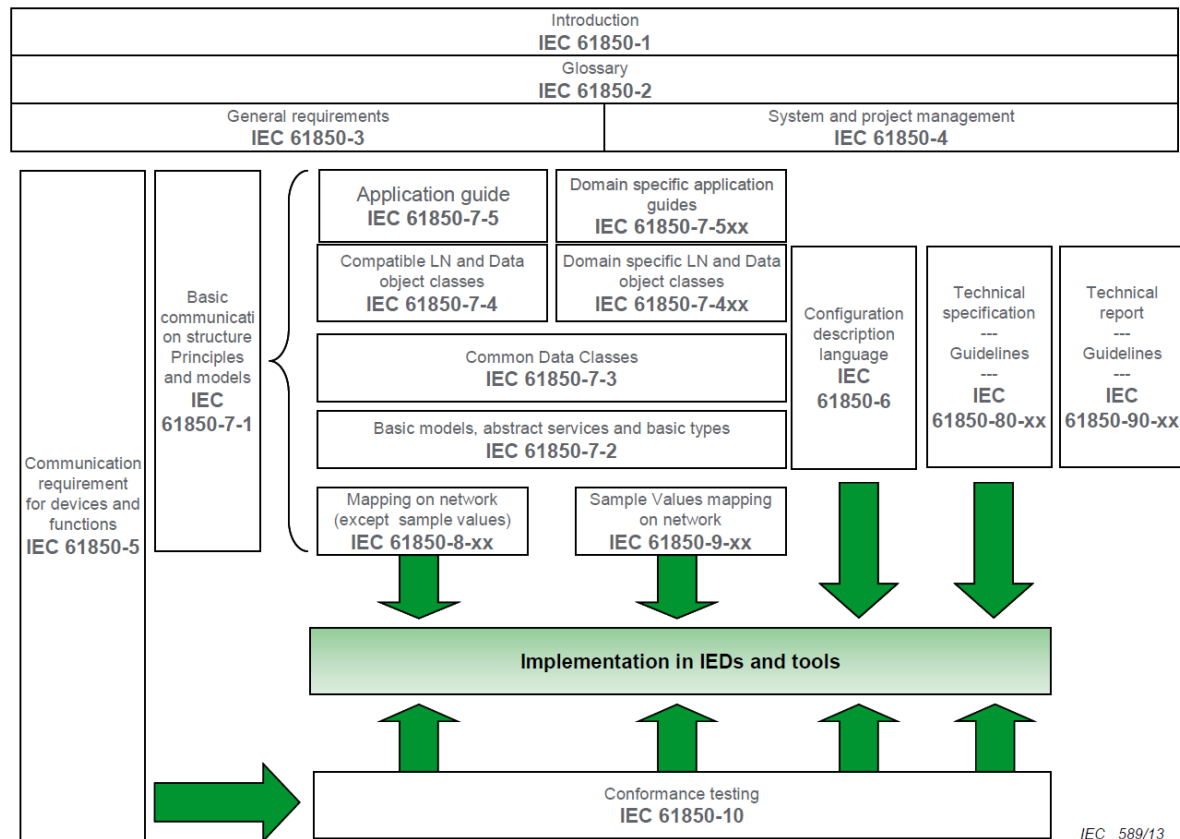 Introduction
IEC 61850-1
Glossary
IEC 61850-2
General requirements
IEC 61850-3
System and project management
IEC 61850-4
Communication
requirement
for devices and
functions
IEC 61850-5
Basic
communicati
on structure
Principles
and models
IEC
61850-7-1
Application guide
IEC 61850-7-5
Domain specific application
guides
IEC 61850-7-5xx
Compatible LN and Data
object classes
IEC 61850-7-4
Domain specific LN and Data
object classes
IEC 61850-7-4xx
Common Data Classes
IEC 61850-7-3
Basic models, abstract services and basic types
IEC 61850-7-2
Mapping on network
(except sample values)
IEC 61850-8-xx
Sample Values mapping
on network
IEC 61850-9-xx
Configuration
description
language
IEC
61850-6
Technical
specification
---
Guidelines
---
IEC
61850-80-xx
Technical
report
---
Guidelines
---
IEC
61850-90-xx
Implementation in IEDs and tools
Conformance testing
IEC 61850-10
IEC 589/13